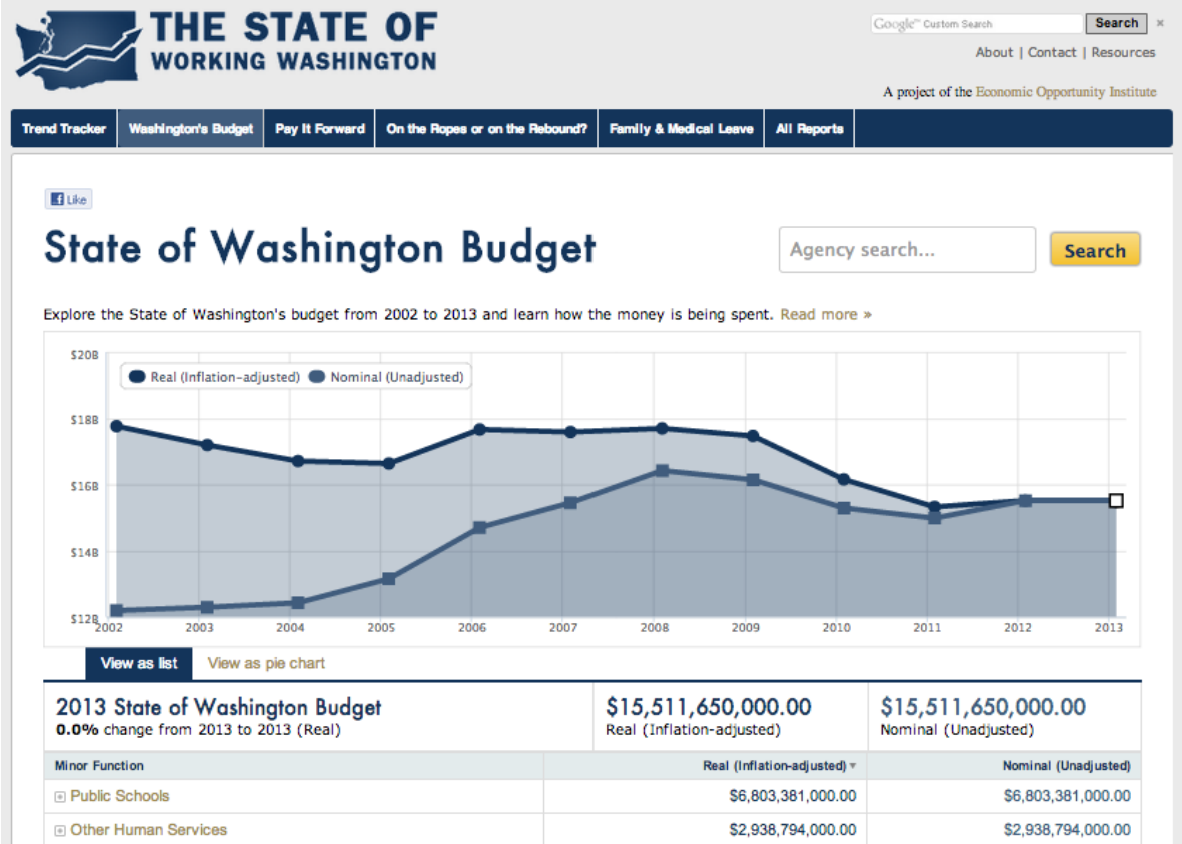 THE STATE OF
WORKING WASHINGTON
Google™ Custom Search
Search
×
About | Contact | Resources
A project of the Economic Opportunity Institute
Trend Tracker
Washington's Budget
Pay It Forward
On the Ropes or on the Rebound?
Family & Medical Leave
All Reports
Like
State of Washington Budget
Agency search...
Search
Explore the State of Washington's budget from 2002 to 2013 and learn how the money is being spent. Read more »
$20B
Real (Inflation-adjusted) Nominal (Unadjusted)
$18B
$16B
$14B
$12B
2002 2003 2004 2005 2006 2007 2008 2009 2010 2011 2012 2013
View as list View as pie chart
2013 State of Washington Budget $15,511,650,000.00 $15,511,650,000.00
0.0% change from 2013 to 2013 (Real) Real (Inflation-adjusted) Nominal (Unadjusted)
Minor Function Real (Inflation-adjusted) ▼ Nominal (Unadjusted)
Public Schools $6,803,381,000.00 $6,803,381,000.00
Other Human Services $2,938,794,000.00 $2,938,794,000.00